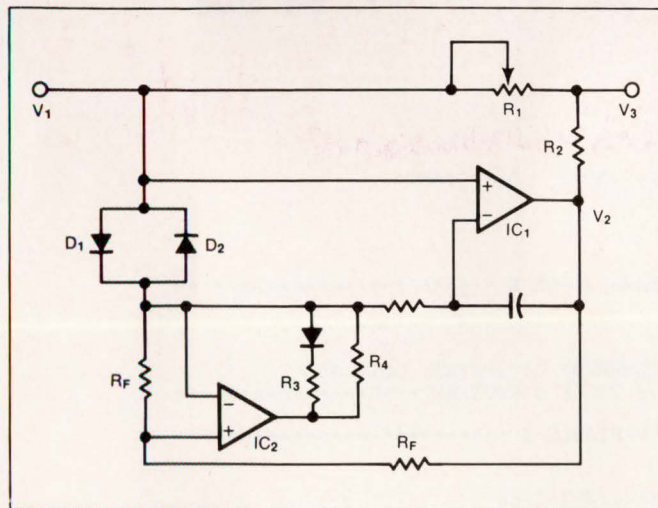 V1
R1
V3
R2
+
−
IC1
V2
D1
D2
RF
R3
R4
−
+
IC2
RF